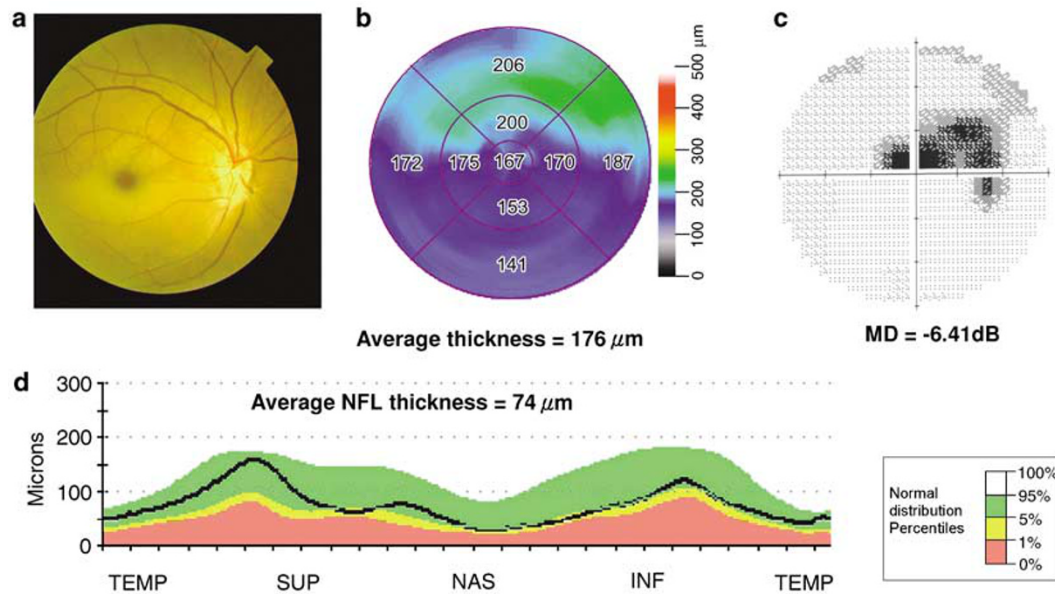 a
b
c
206
200
172 175 167 170 187
153
141
500 μm
400
300
200
100
0
Average thickness = 176 μm
MD = -6.41dB
d
300
200
100
0
Microns
Average NFL thickness = 74 μm
TEMP SUP NAS INF TEMP
Normal
distribution
Percentiles
100%
95%
5%
1%
0%